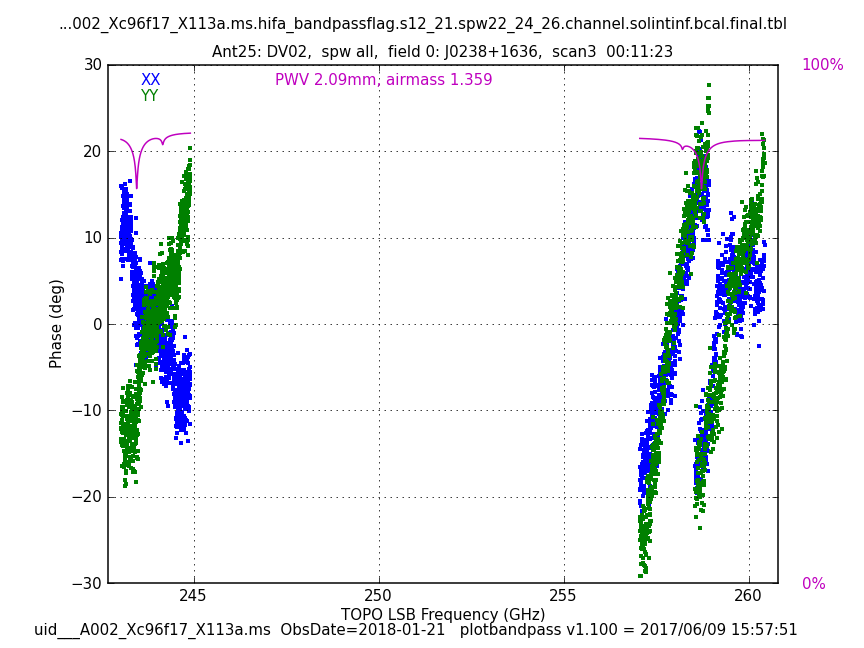 ...002_Xc96f17_X113a.ms.hifa_bandpassflag.s12_21.spw22_24_26.channel.solintinf.bcal.final.tbl
Ant25: DV02,  spw all,  field 0: J0238+1636,  scan3  00:11:23
30
XX
PWV 2.09mm, airmass 1.359
100%
YY
20
10
0
Phase (deg)
−10
−20
−30
0%
245
250
255
260
TOPO LSB Frequency (GHz)
uid___A002_Xc96f17_X113a.ms  ObsDate=2018-01-21   plotbandpass v1.100 = 2017/06/09 15:57:51